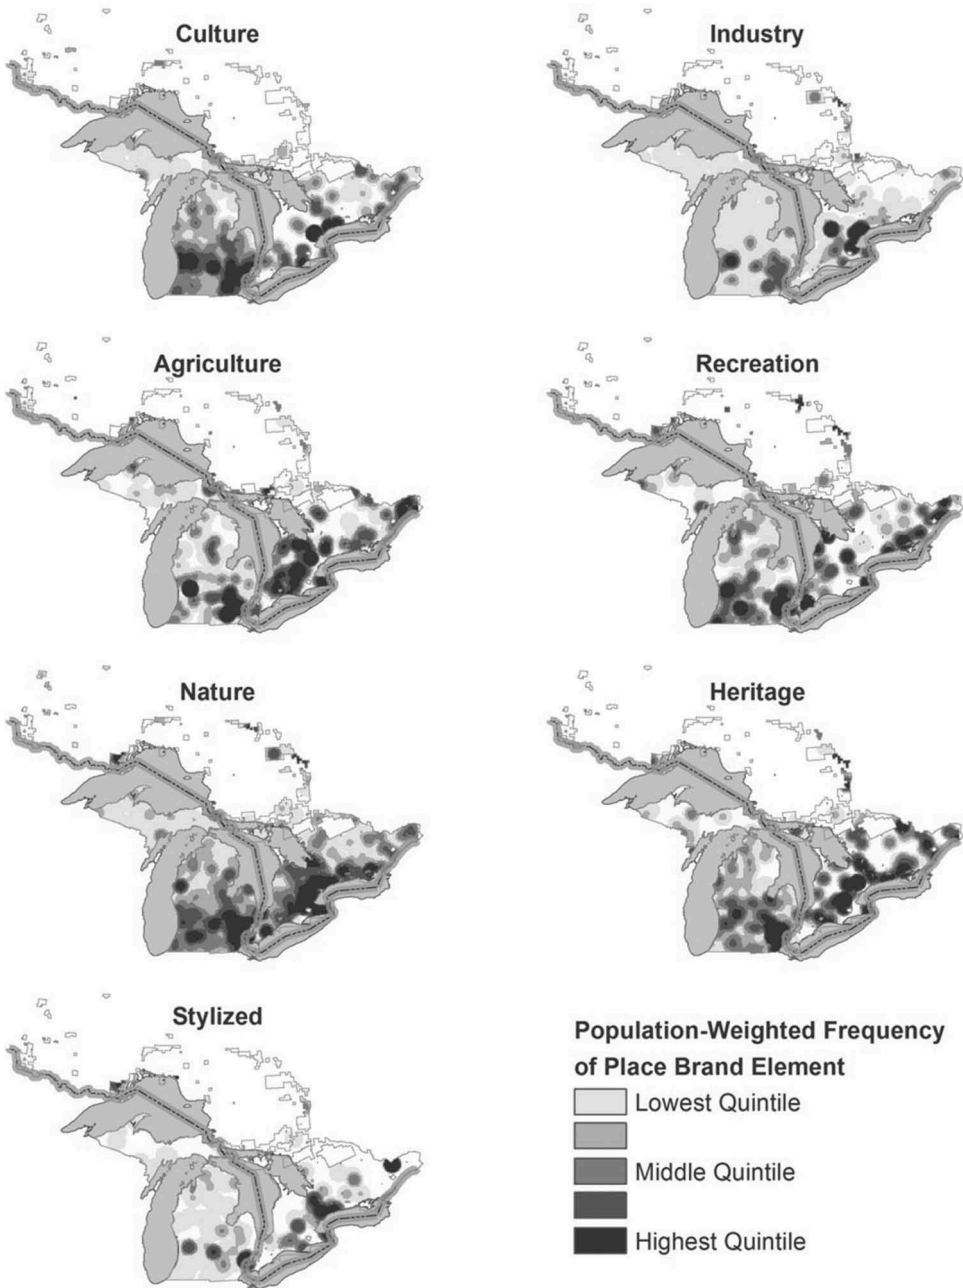 Culture
Industry
Agriculture
Recreation
Nature
Heritage
Stylized
Population-Weighted Frequency
of Place Brand Element
Lowest Quintile
Middle Quintile
Highest Quintile